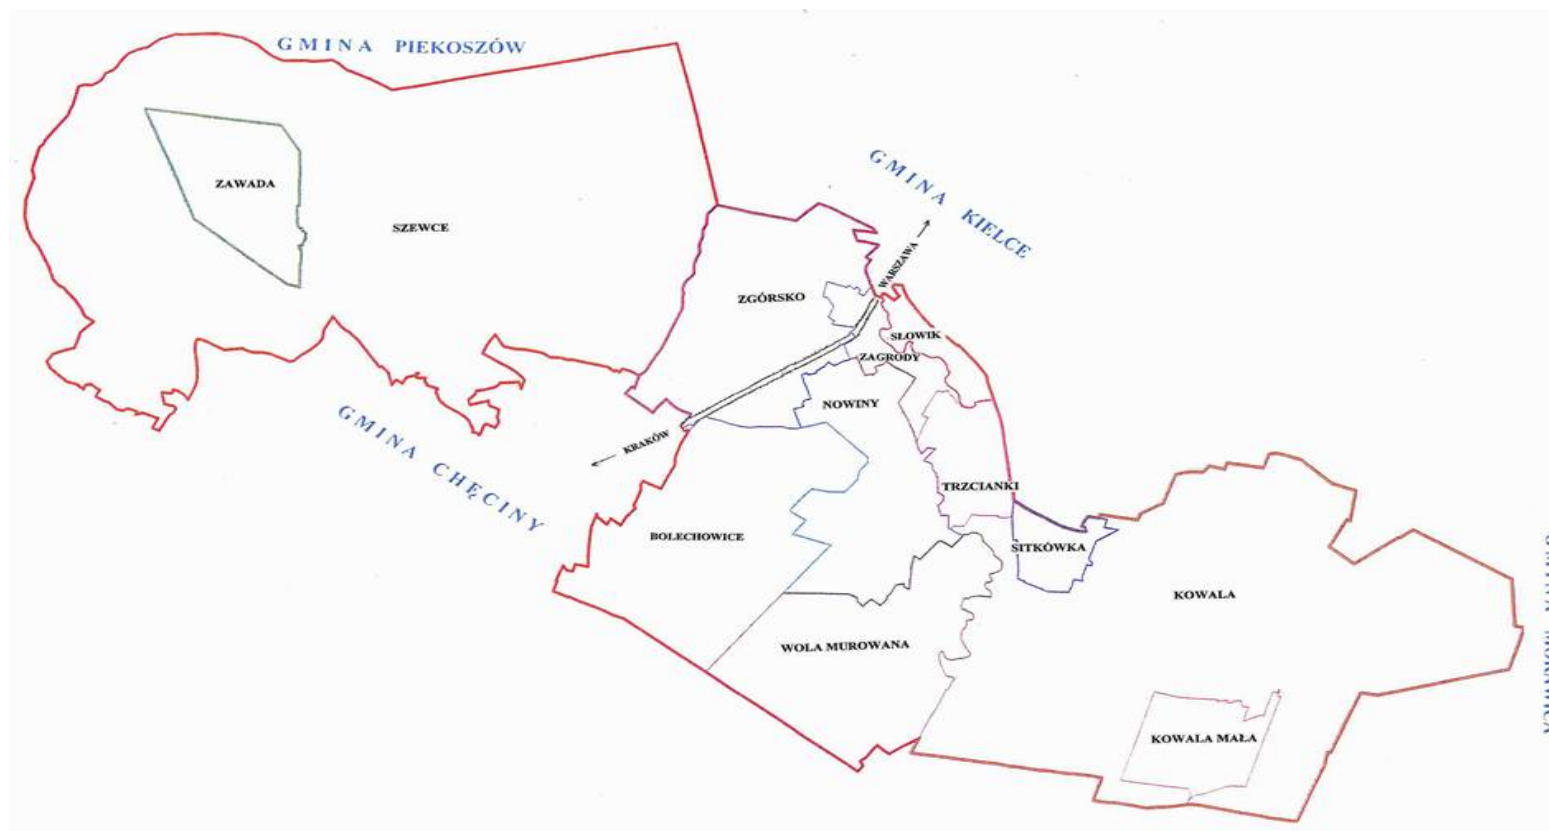 GMINA PIEKOSZÓW
GMINA KIELCE
ZAWADA
SZEWCE
WARSZAWA
ZGÓRSKO
SŁOWIK
ZAGRODY
NOWINY
GMINA CHĘCINY
KRAKÓW
TRZCIANKI
BOLECHOWICE
SITKÓWKA
KOWALA
WOLA MUROWANA
KOWALA MAŁA